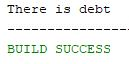 There is debt
-----------------
BUILD SUCCESS